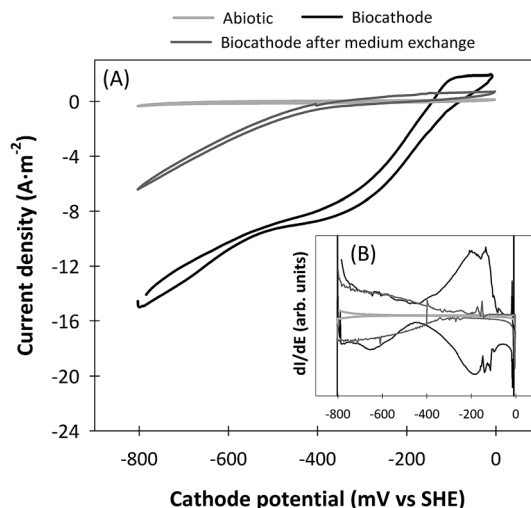 Abiotic Biocathode
Biocathode after medium exchange
(A)
0
-4
-8
-12
-16
-20
-24
Current density (A·m⁻²)
(B)
dI/dE (arb. units)
-800 -600 -400 -200 0
-800 -600 -400 -200 0
Cathode potential (mV vs SHE)